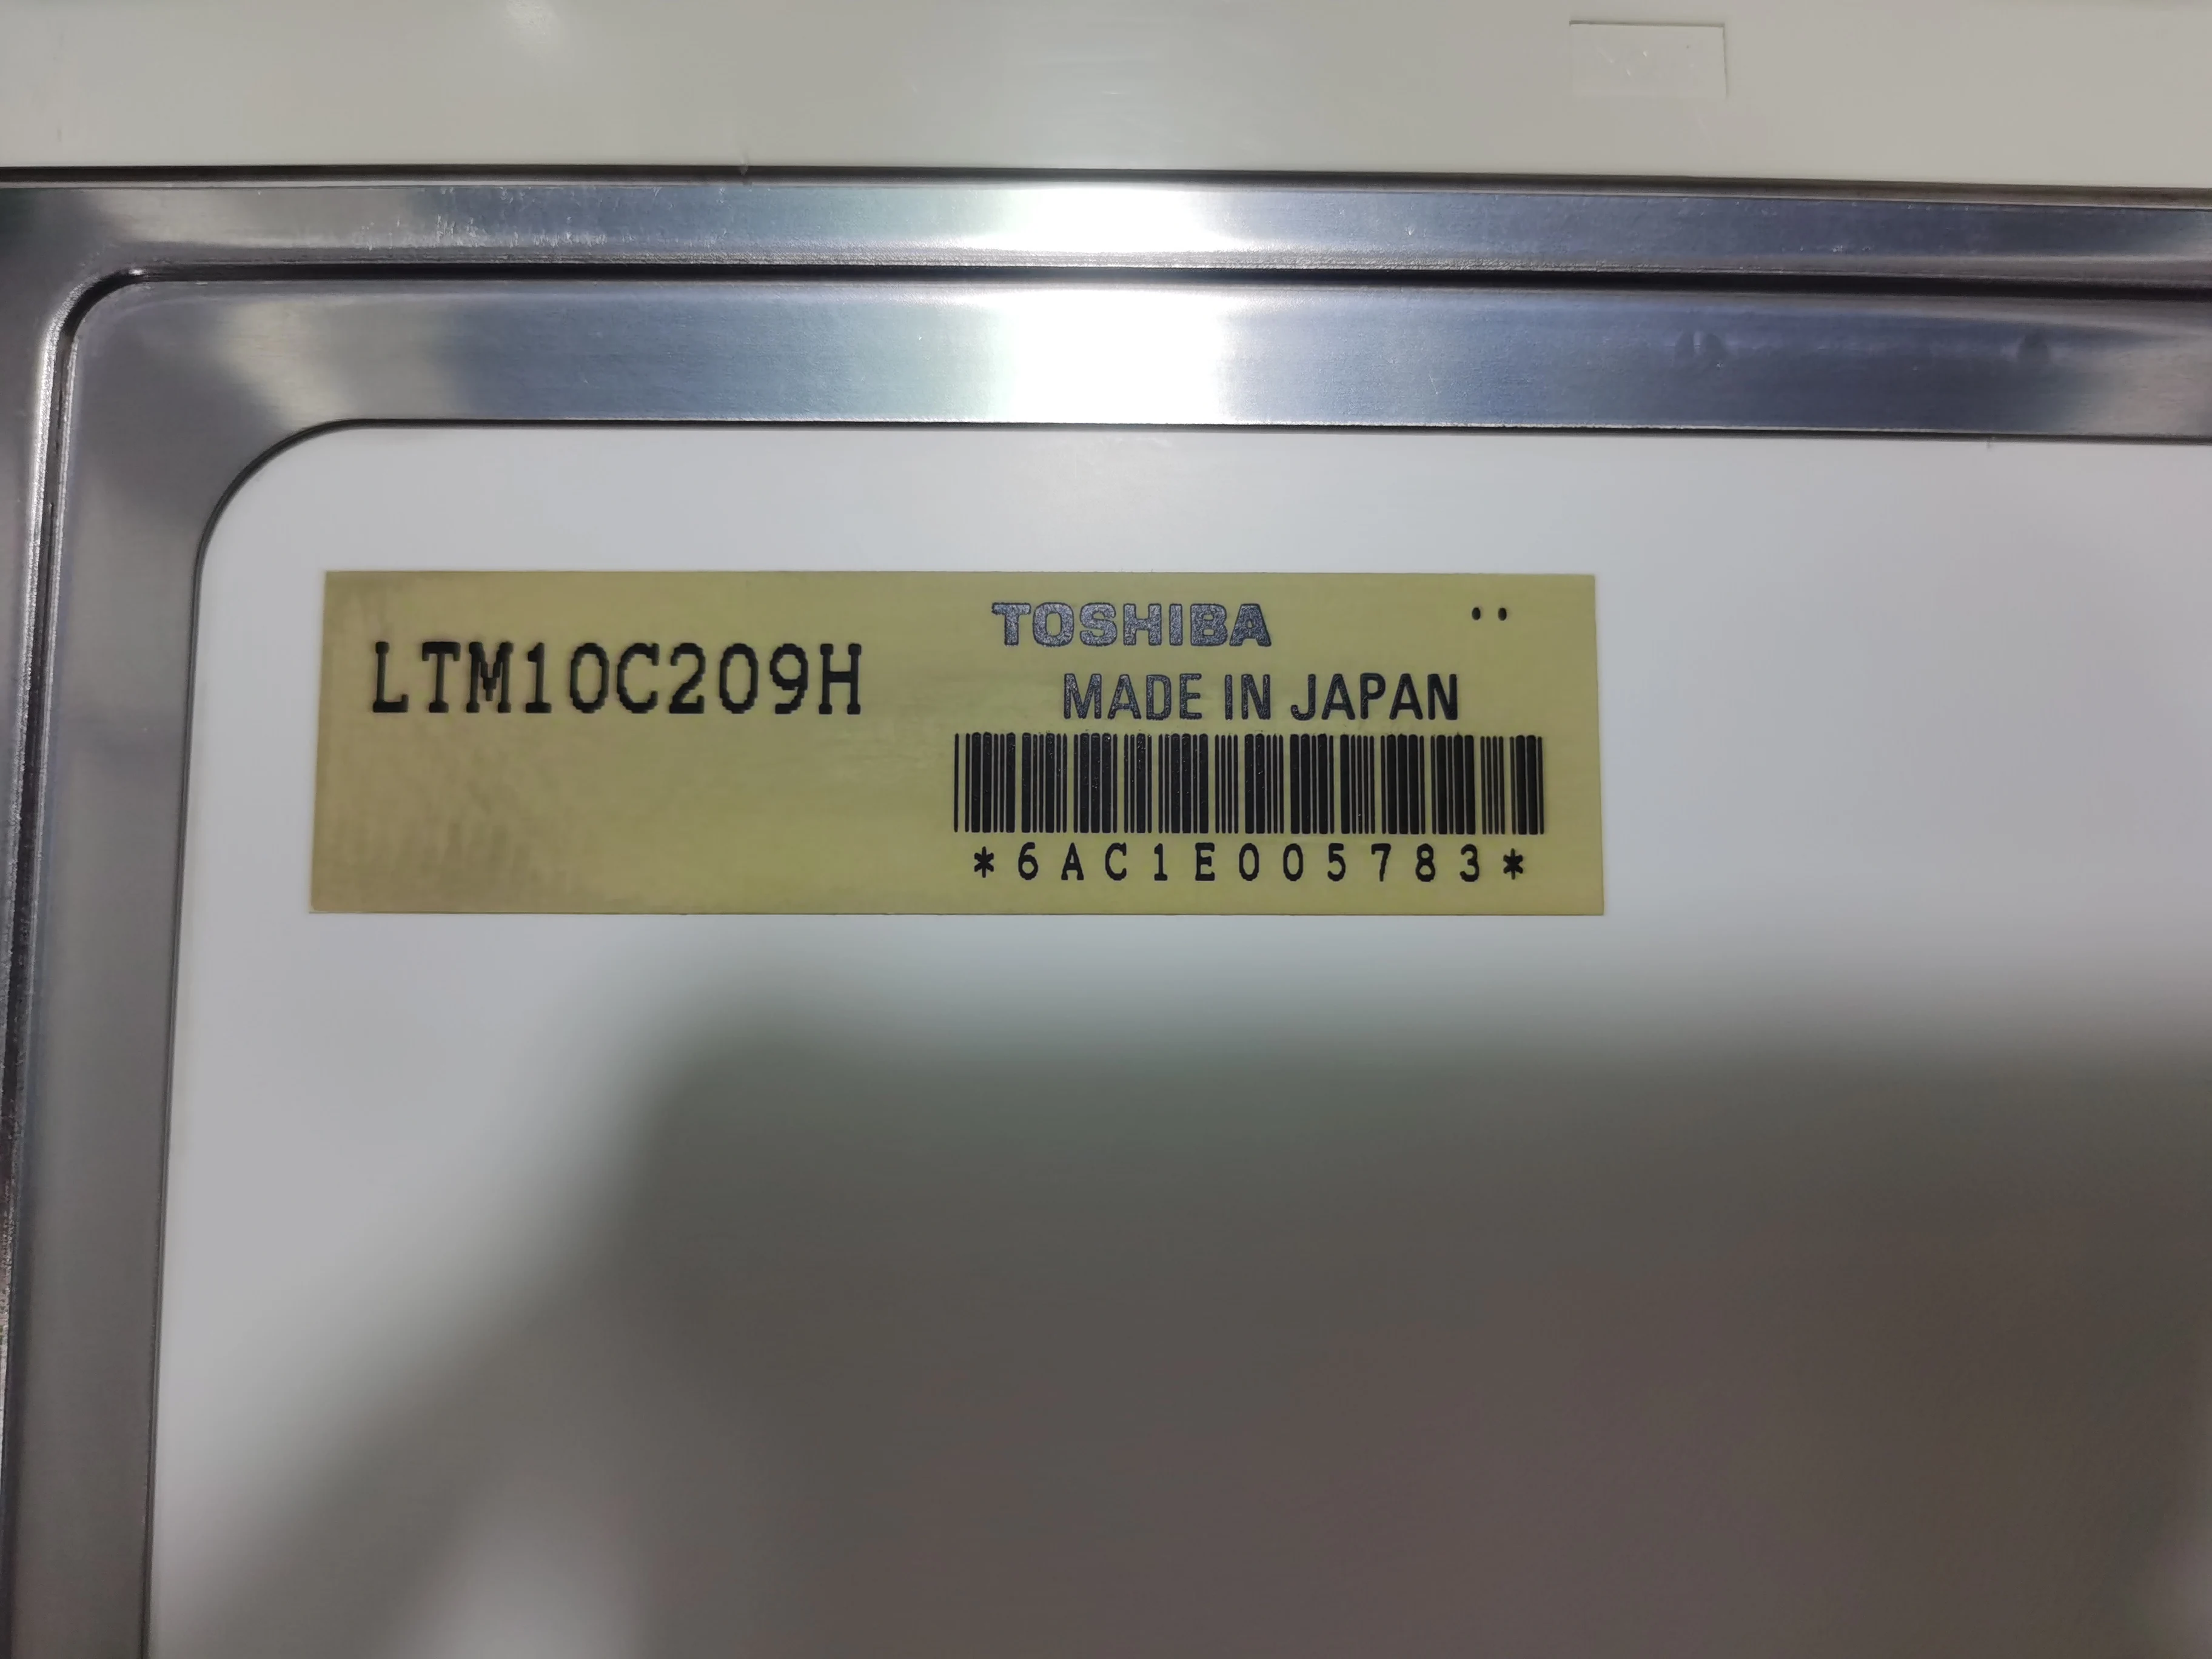 LTM10C209H
TOSHIBA
MADE IN JAPAN
*6AC1E005783*